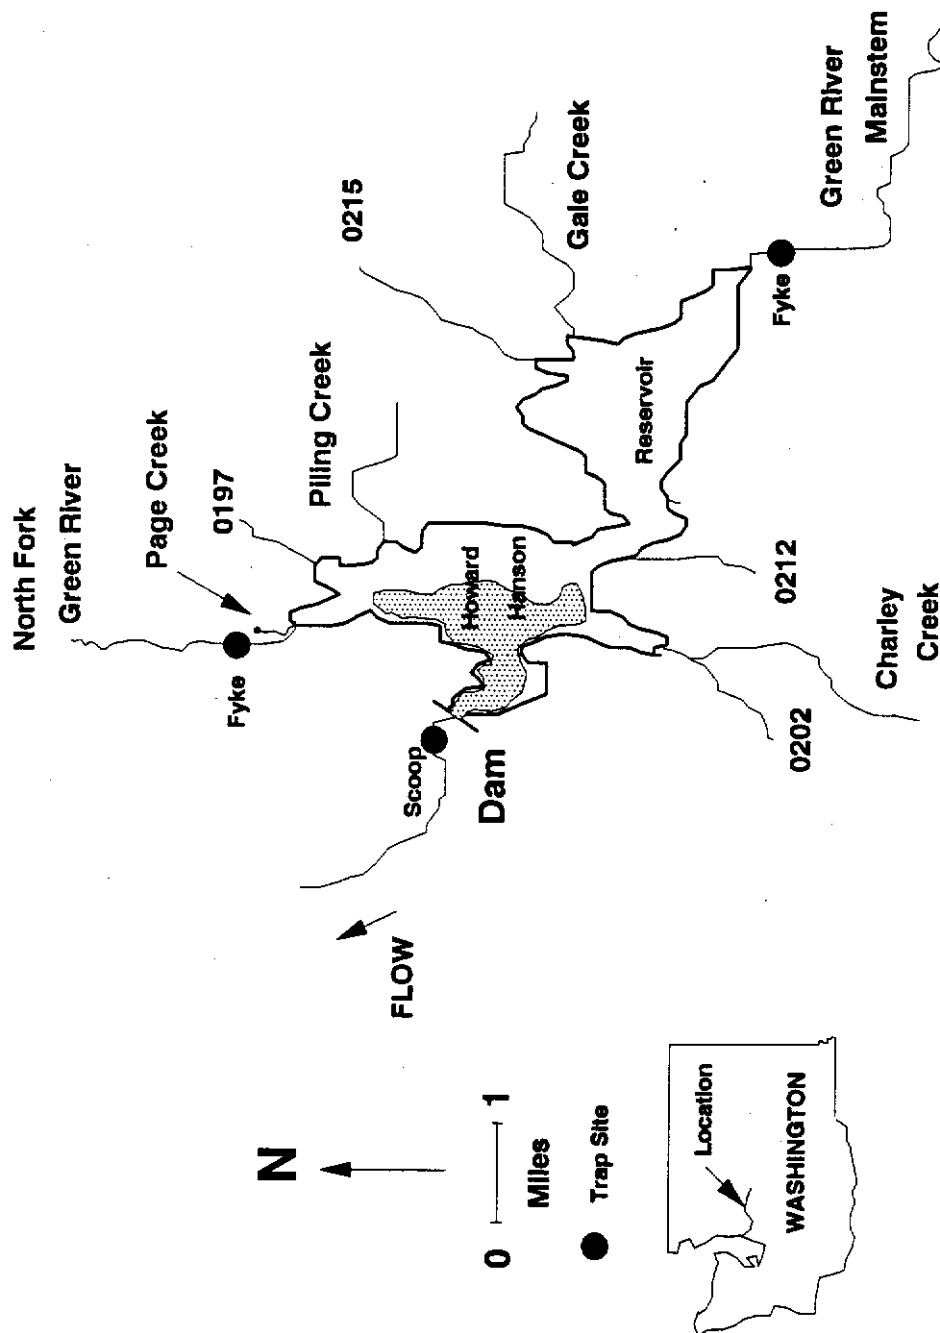 North Fork
Green River
Page Creek
0197
Pilling Creek
0215
Gale Creek
Green River
Mainstem
Fyke
Fyke
Scoop
Dam
Howard
Hanson
Reservoir
0212
Charley
Creek
0202
FLOW
N
0 1
Miles
Trap Site
Location
WASHINGTON